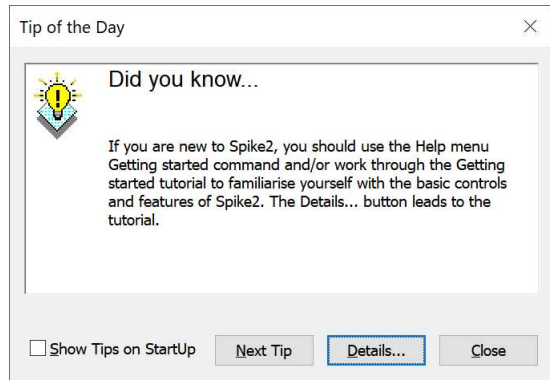 Tip of the Day
Did you know...
If you are new to Spike2, you should use the Help menu
Getting started command and/or work through the Getting
started tutorial to familiarise yourself with the basic controls
and features of Spike2. The Details... button leads to the
tutorial.
Show Tips on StartUp Next Tip Details... Close